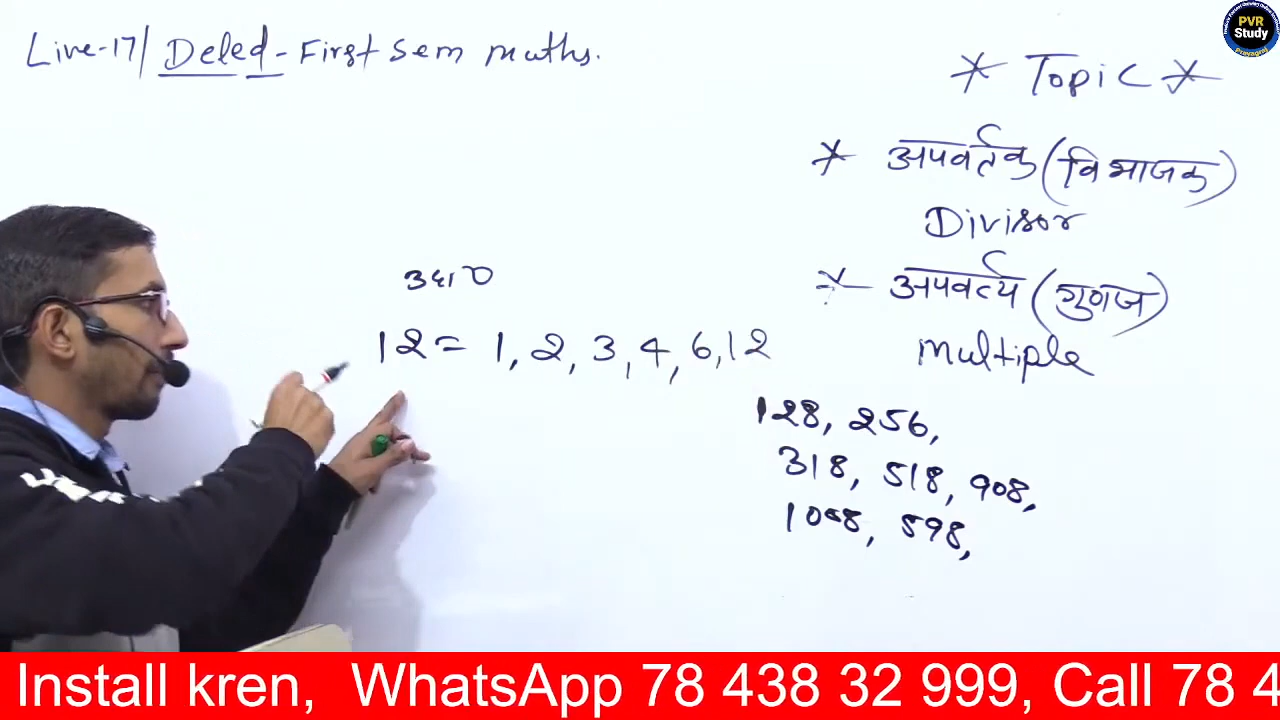 Live-17/ Deled - First Sem maths.
* Topic *
* अपवर्तक (विभाजक)
Divisor
* अपवर्त्य (गुणज)
multiple
12 = 1, 2, 3, 4, 6, 12
128, 256,
318, 518, 908,
1008, 598,
PVR
Study
Prayagraj
Install kren, WhatsApp 78 438 32 999, Call 78 4